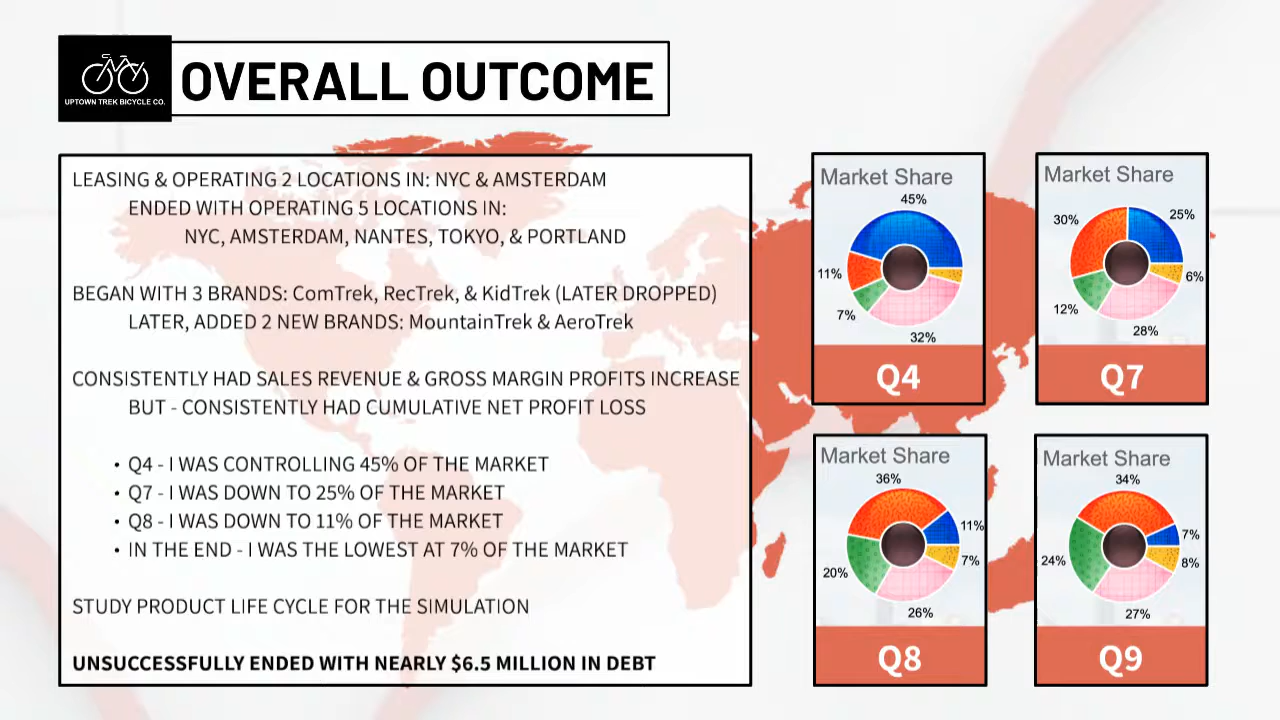 UPTOWN TREK BICYCLE CO.
OVERALL OUTCOME
LEASING & OPERATING 2 LOCATIONS IN: NYC & AMSTERDAM
ENDED WITH OPERATING 5 LOCATIONS IN:
NYC, AMSTERDAM, NANTES, TOKYO, & PORTLAND
BEGAN WITH 3 BRANDS: ComTrek, RecTrek, & KidTrek (LATER DROPPED)
LATER, ADDED 2 NEW BRANDS: MountainTrek & AeroTrek
CONSISTENTLY HAD SALES REVENUE & GROSS MARGIN PROFITS INCREASE
BUT - CONSISTENTLY HAD CUMULATIVE NET PROFIT LOSS
• Q4 - I WAS CONTROLLING 45% OF THE MARKET
• Q7 - I WAS DOWN TO 25% OF THE MARKET
• Q8 - I WAS DOWN TO 11% OF THE MARKET
• IN THE END - I WAS THE LOWEST AT 7% OF THE MARKET
STUDY PRODUCT LIFE CYCLE FOR THE SIMULATION
UNSUCCESSFULLY ENDED WITH NEARLY $6.5 MILLION IN DEBT
Market Share
45%
11%
7%
32%
Q4
Market Share
30%
25%
6%
12%
28%
Q7
Market Share
36%
11%
7%
20%
26%
Q8
Market Share
34%
7%
24%
8%
27%
Q9